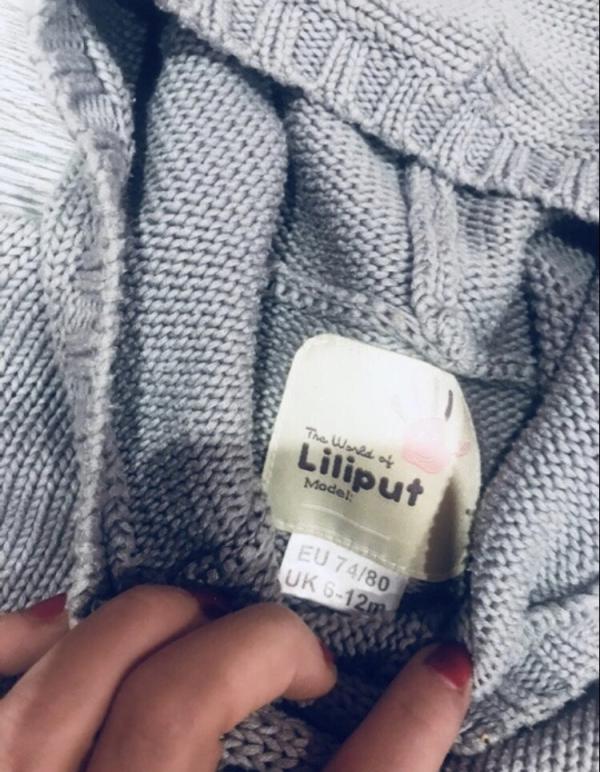 The World of
Liliput
Model:
EU 74/80
UK 6-12m